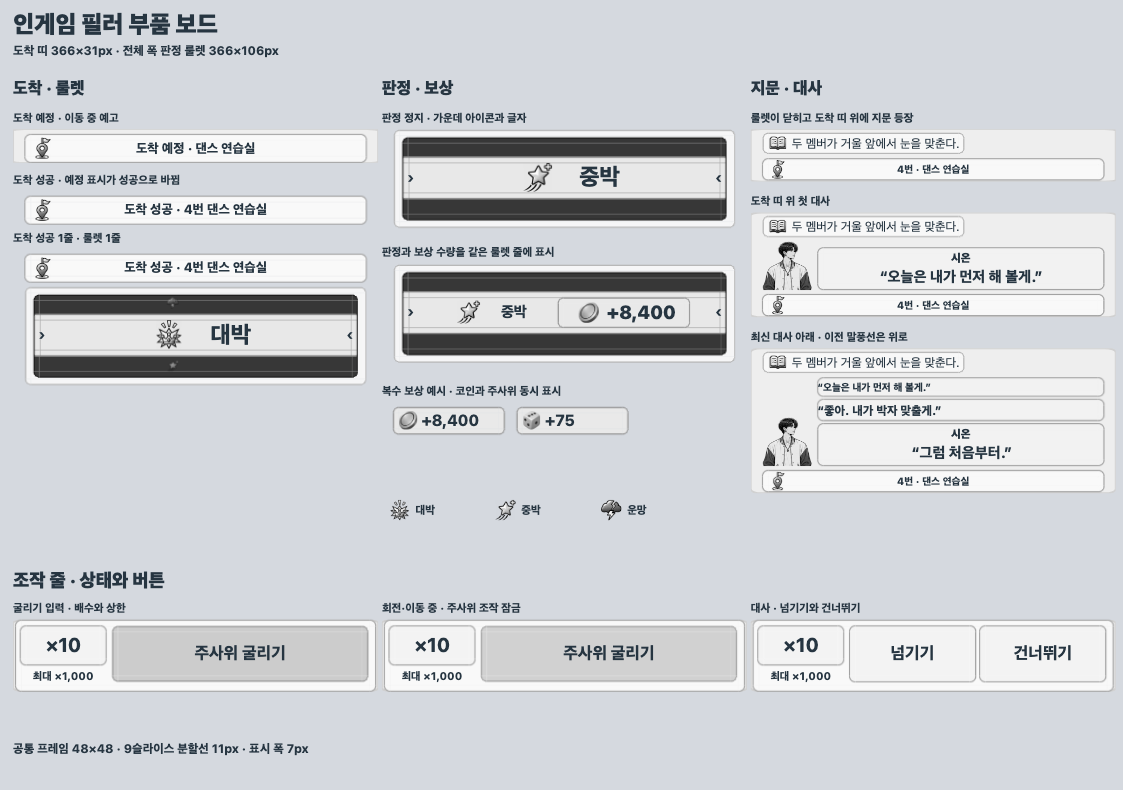 인게임 필러 부품 보드
도착 띠 366×31px · 전체 폭 판정 룰렛 366×106px
도착 · 룰렛
도착 예정 · 이동 중 예고
도착 예정 · 댄스 연습실
도착 성공 · 예정 표시가 성공으로 바뀜
도착 성공 · 4번 댄스 연습실
도착 성공 1줄 · 룰렛 1줄
도착 성공 · 4번 댄스 연습실
› 대박 ‹
판정 · 보상
판정 정지 · 가운데 아이콘과 글자
› 중박 ‹
판정과 보상 수량을 같은 룰렛 줄에 표시
› 중박 +8,400 ‹
복수 보상 예시 · 코인과 주사위 동시 표시
+8,400 +75
대박 중박 운망
지문 · 대사
룰렛이 닫히고 도착 띠 위에 지문 등장
두 멤버가 거울 앞에서 눈을 맞춘다.
4번 · 댄스 연습실
도착 띠 위 첫 대사
두 멤버가 거울 앞에서 눈을 맞춘다.
시온
“오늘은 내가 먼저 해 볼게.”
4번 · 댄스 연습실
최신 대사 아래 · 이전 말풍선은 위로
두 멤버가 거울 앞에서 눈을 맞춘다.
“오늘은 내가 먼저 해 볼게.”
“좋아. 내가 박자 맞출게.”
시온
“그럼 처음부터.”
4번 · 댄스 연습실
조작 줄 · 상태와 버튼
굴리기 입력 · 배수와 상한
×10 주사위 굴리기
최대 ×1,000
회전·이동 중 · 주사위 조작 잠금
×10 주사위 굴리기
최대 ×1,000
대사 · 넘기기와 건너뛰기
×10 넘기기 건너뛰기
최대 ×1,000
공통 프레임 48×48 · 9슬라이스 분할선 11px · 표시 폭 7px